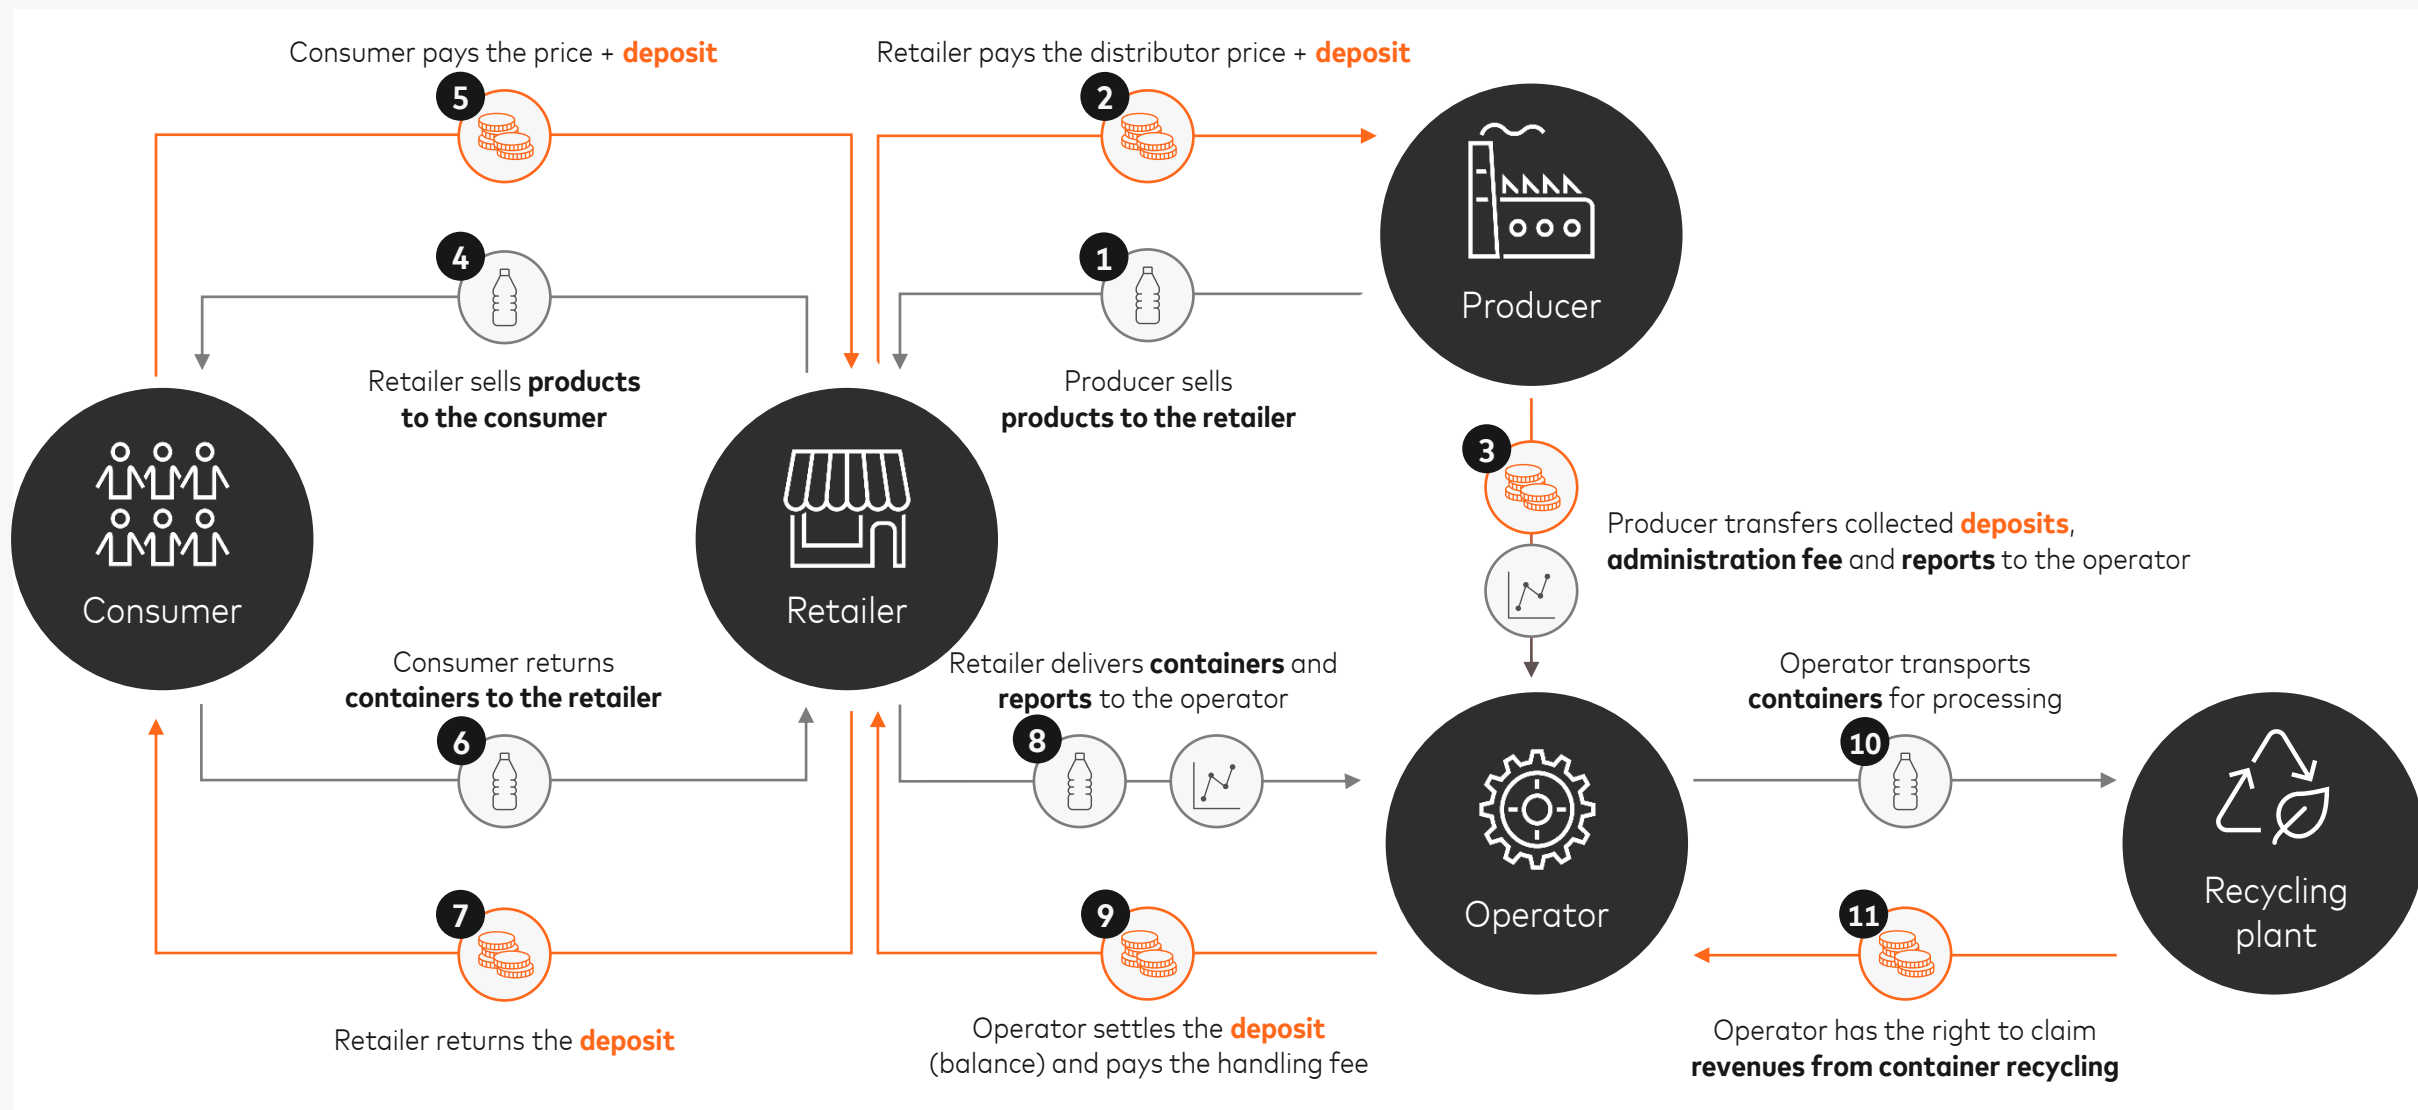 Consumer pays the price + deposit
5
Retailer pays the distributor price + deposit
2
4
1
Producer
Retailer sells products
to the consumer
Producer sells
products to the retailer
3
Producer transfers collected deposits,
administration fee and reports to the operator
Consumer
Retailer
Consumer returns
containers to the retailer
6
Retailer delivers containers and
reports to the operator
8
Operator transports
containers for processing
10
7
9
Operator
11
Recycling
plant
Retailer returns the deposit
Operator settles the deposit
(balance) and pays the handling fee
Operator has the right to claim
revenues from container recycling